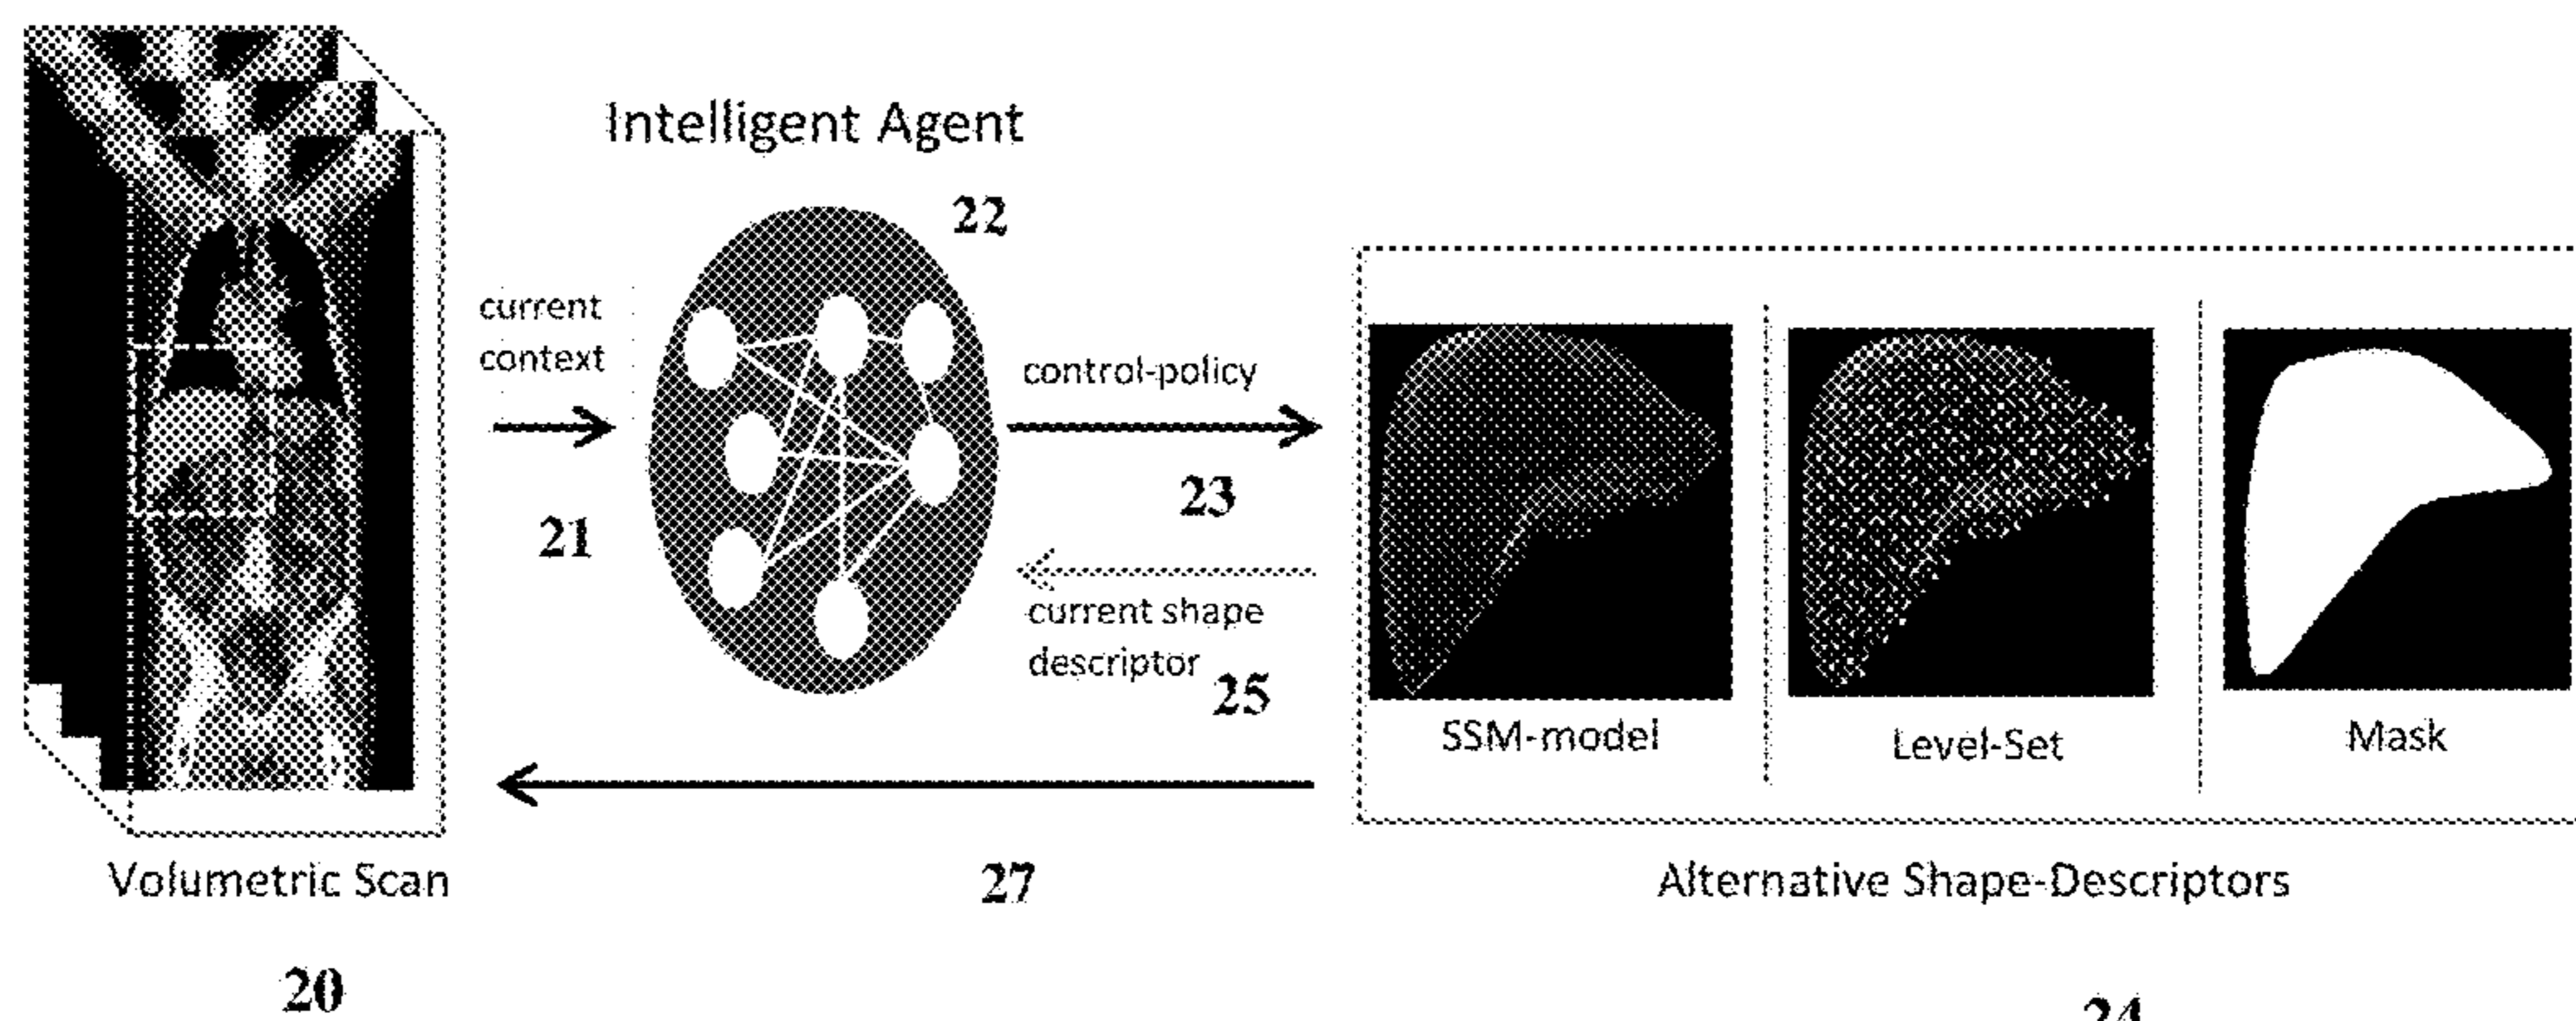 Intelligent Agent
22
current
context
21
control-policy
23
current shape
descriptor
25
SSM-model
Level-Set
Mask
Volumetric Scan
27
Alternative Shape-Descriptors
20
24